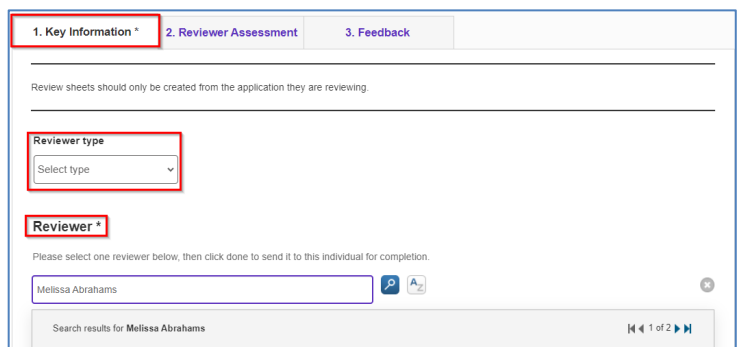 1. Key Information * 2. Reviewer Assessment 3. Feedback
Review sheets should only be created from the application they are reviewing.
Reviewer type
Select type
Reviewer *
Please select one reviewer below, then click done to send it to this individual for completion.
Melissa Abrahams
AZ
Search results for Melissa Abrahams 1 of 2